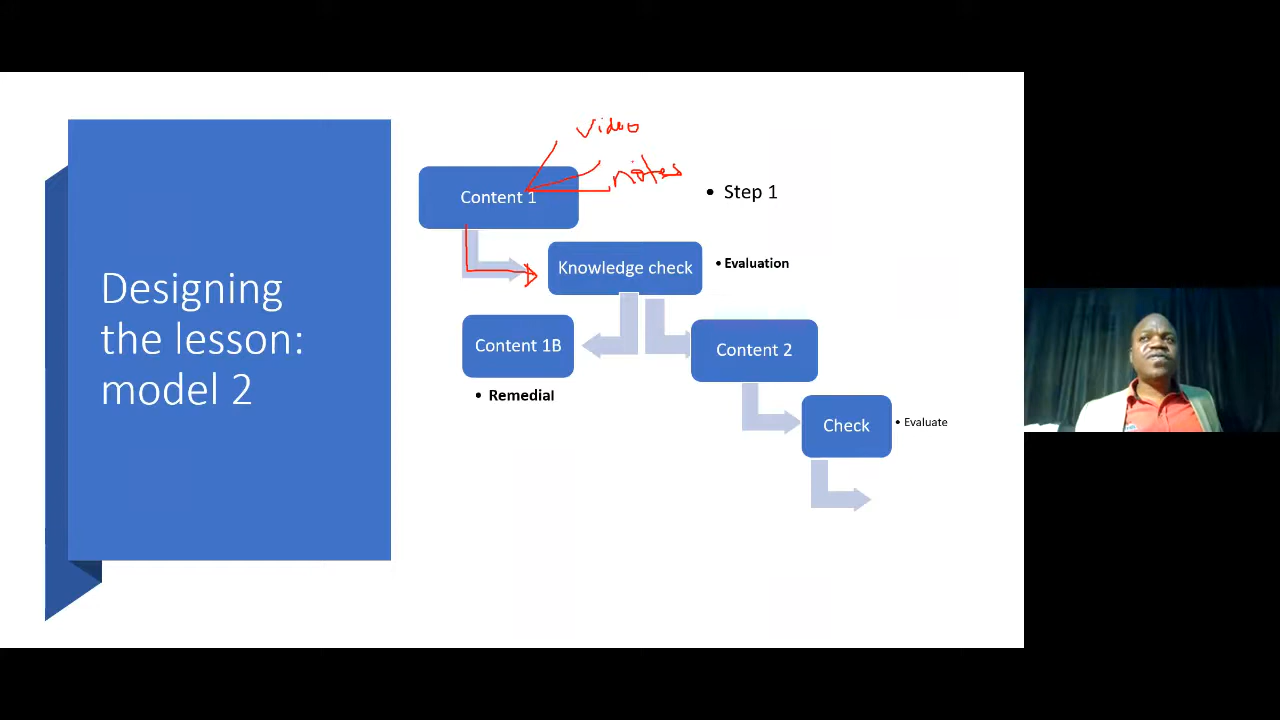 Designing
the lesson:
model 2
video
notes
Content 1
• Step 1
Knowledge check
• Evaluation
Content 1B
• Remedial
Content 2
Check
• Evaluate